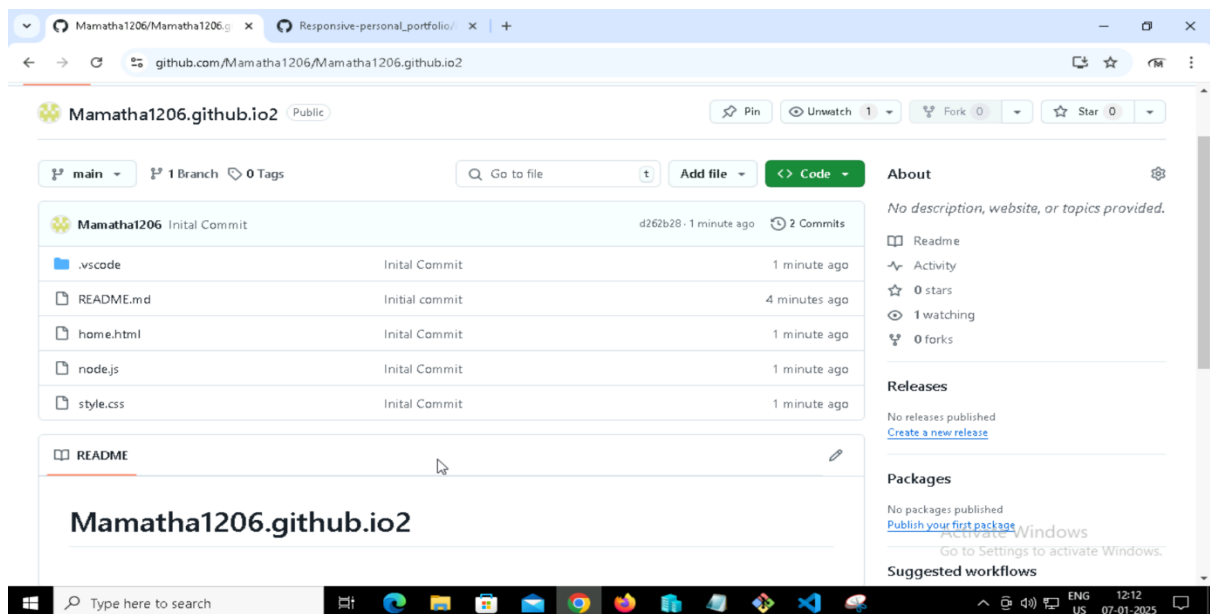 Mamatha1206/Mamatha1206.g
Responsive-personal_portfolio/
github.com/Mamatha1206/Mamatha1206.github.io2
Mamatha1206.github.io2 Public
Pin
Unwatch 1
Fork 0
Star 0
main
1 Branch
0 Tags
Go to file
t
Add file
<> Code
Mamatha1206 Inital Commit
d262b28 · 1 minute ago
2 Commits
.vscode Inital Commit 1 minute ago
README.md Initial commit 4 minutes ago
home.html Inital Commit 1 minute ago
node.js Inital Commit 1 minute ago
style.css Inital Commit 1 minute ago
README
Mamatha1206.github.io2
About
No description, website, or topics provided.
Readme
Activity
0 stars
1 watching
0 forks
Releases
No releases published
Create a new release
Packages
No packages published
Publish your first package
Suggested workflows
Activate Windows
Go to Settings to activate Windows.
Type here to search
ENG
US
12:12
07-01-2025